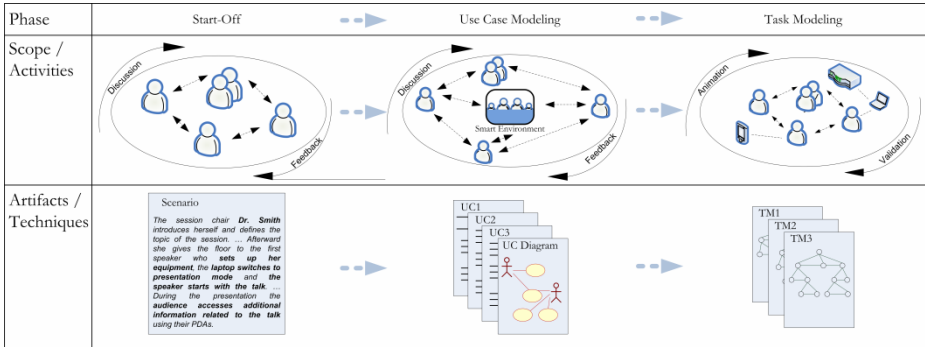 Phase
Start-Off
Use Case Modeling
Task Modeling
Scope /
Activities
Discussion
Feedback
Discussion
Smart Environment
Feedback
Animation
Validation
Artifacts /
Techniques
Scenario
The session chair Dr. Smith
introduces herself and defines the
topic of the session. ... Afterward
she gives the floor to the first
speaker who sets up her
equipment, the laptop switches to
presentation mode and the
speaker starts with the talk. ...
During the presentation the
audience accesses additional
information related to the talk
using their PDAs.
UC1
UC2
UC3
UC Diagram
TM1
TM2
TM3